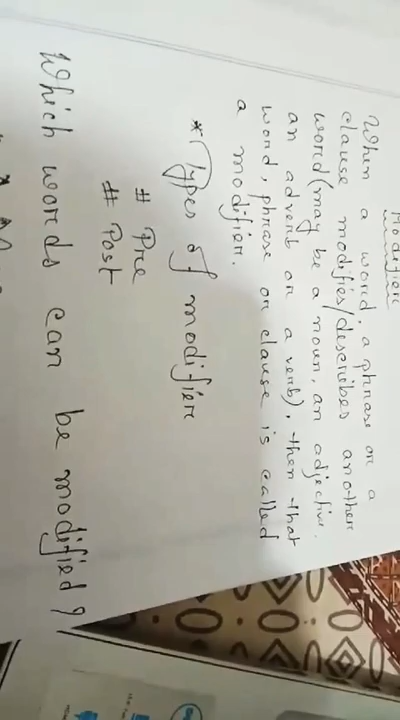 Modifier
When a word, a phrase or a
clause modifies/describes another
word (may be a noun, an adjective,
an adverb or a verb), then that
word, phrase or clause is called
a modifier.
* Types of modifier
# Pre
# Post
Which words can be modified?